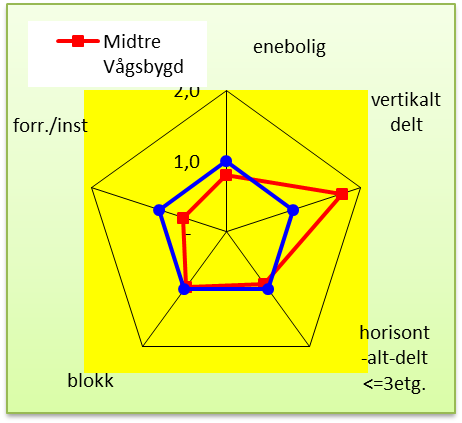 Midtre
Vågsbygd
enebolig
2,0
vertikalt
delt
forr./inst
1,0
-
horisont
-alt-delt
<=3etg.
blokk